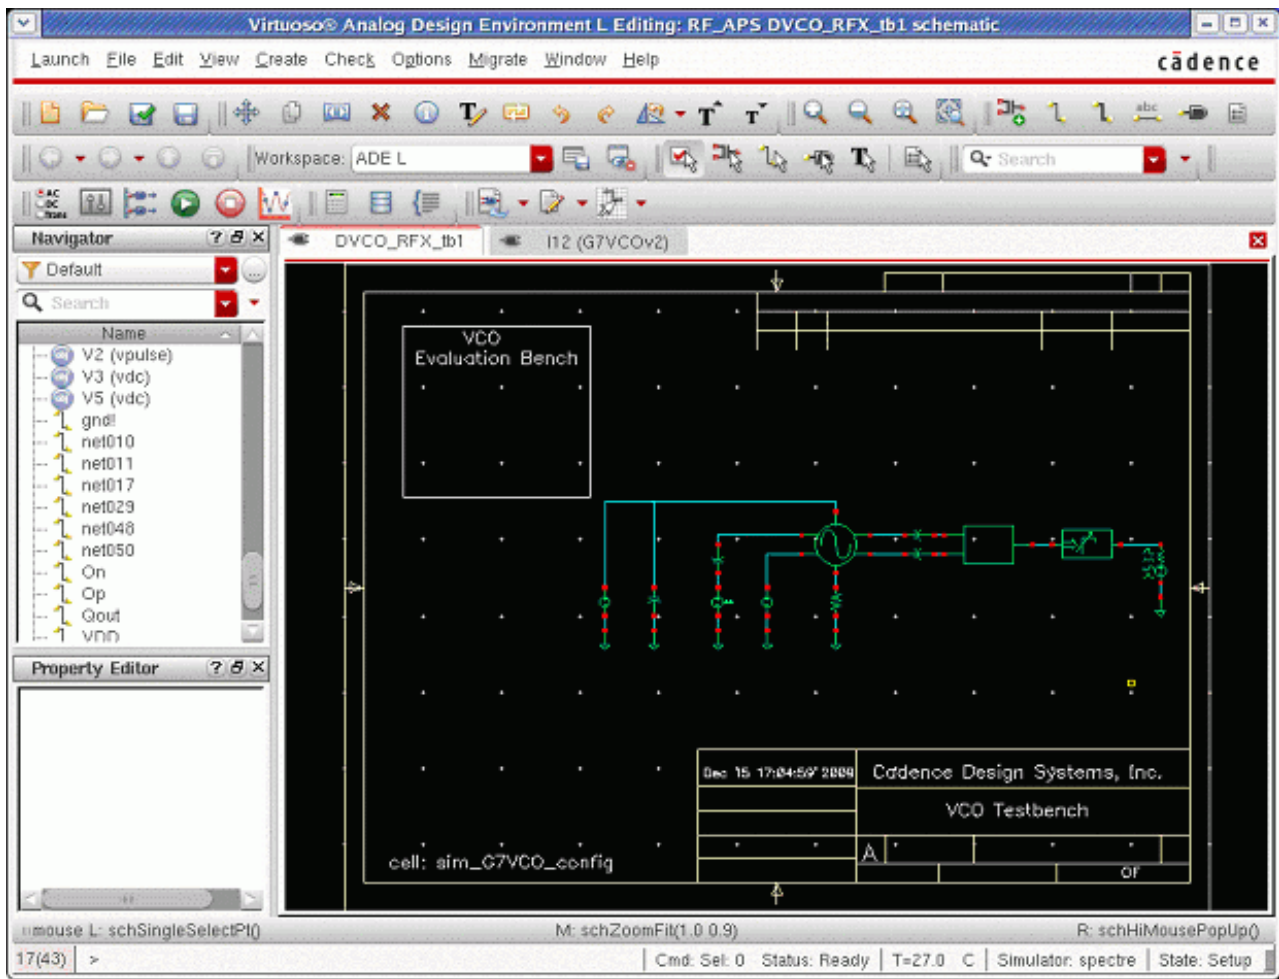 Virtuoso® Analog Design Environment L Editing: RF_APS DVCO_RFX_tb1 schematic
Launch File Edit View Create Check Options Migrate Window Help
cādence
abc
Workspace: ADE L
Search
AC
DC
Trans
Navigator
DVCO_RFX_tb1
I12 (G7VCOv2)
Default
Search
Name
V2 (vpulse)
V3 (vdc)
V5 (vdc)
gnd!
net010
net011
net017
net029
net048
net050
On
Op
Qout
VDD
Property Editor
VCO
Evaluation Bench
Dec 15 17:04:59 2009
Cadence Design Systems, Inc.
VCO Testbench
A
OF
cell: sim_G7VCO_config
mouse L: schSingleSelectPt()
M: schZoomFit(1.0 0.9)
R: schHiMousePopUp()
17(43) >
Cmd: Sel: 0 Status: Ready T=27.0 C Simulator: spectre State: Setup